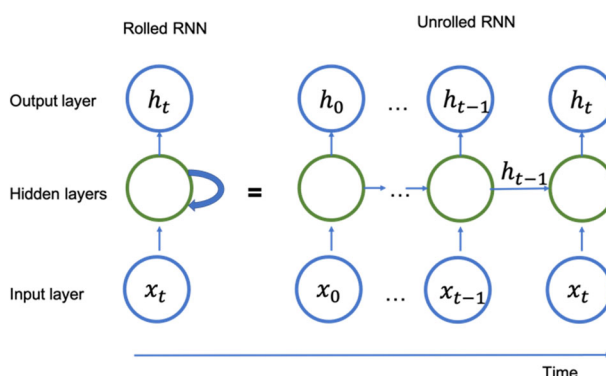 Rolled RNN
Unrolled RNN
Output layer
h_t
h_0
...
h_{t-1}
h_t
Hidden layers
=
...
h_{t-1}
Input layer
x_t
x_0
...
x_{t-1}
x_t
Time